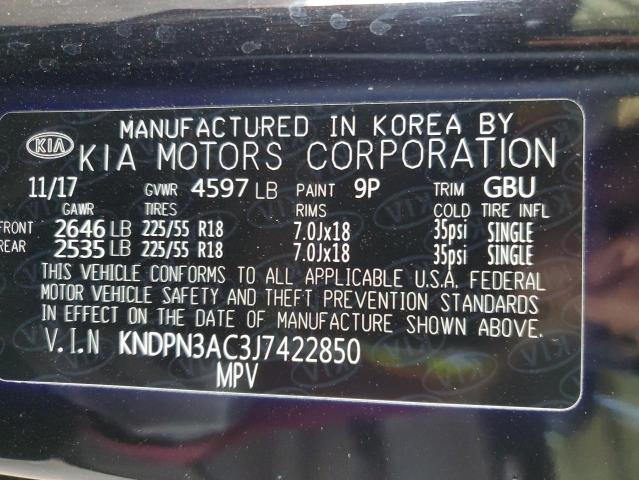 MANUFACTURED IN KOREA BY
KIA KIA MOTORS CORPORATION
11/17 GVWR 4597 LB PAINT 9P TRIM GBU
GAWR TIRES RIMS COLD TIRE INFL
FRONT 2646 LB 225/55 R18 7.0Jx18 35psi SINGLE
REAR 2535 LB 225/55 R18 7.0Jx18 35psi SINGLE
THIS VEHICLE CONFORMS TO ALL APPLICABLE U.S.A. FEDERAL
MOTOR VEHICLE SAFETY AND THEFT PREVENTION STANDARDS
IN EFFECT ON THE DATE OF MANUFACTURE SHOWN ABOVE.
V.I.N KNDPN3AC3J7422850
MPV